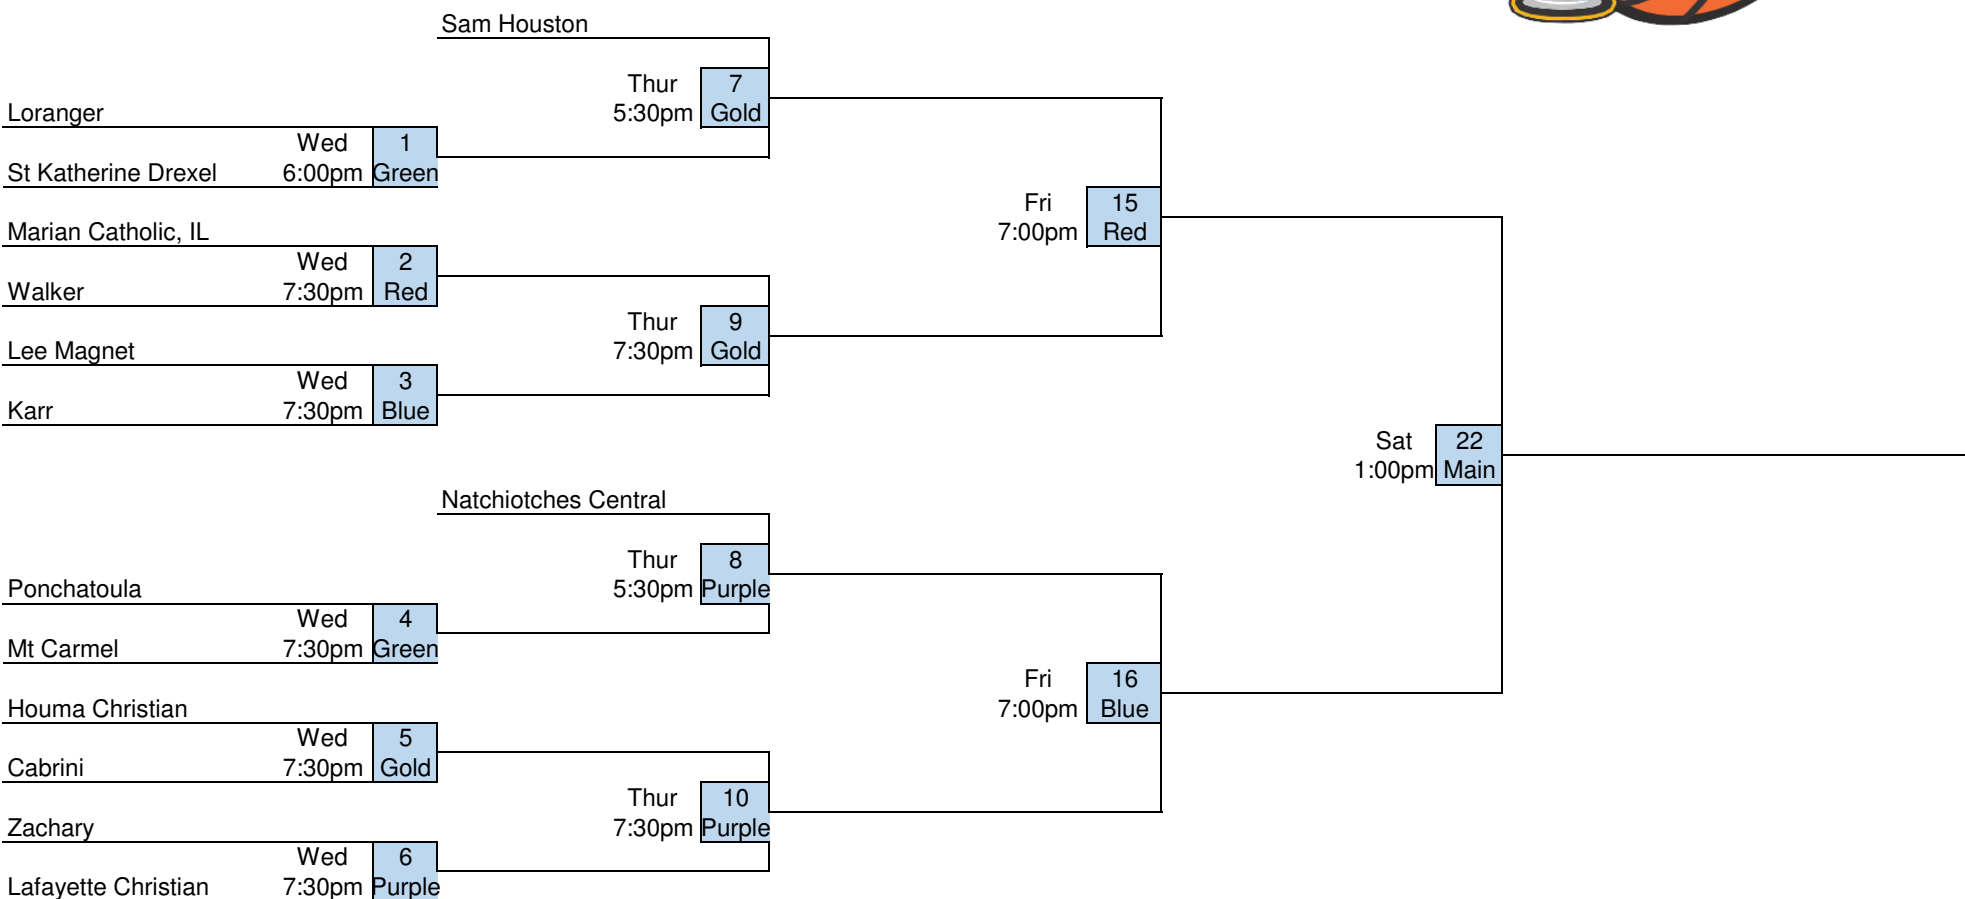 Sam Houston
Thur 7
5:30pm Gold
Loranger
Wed 1
St Katherine Drexel 6:00pm Green
Fri 15
7:00pm Red
Marian Catholic, IL
Wed 2
Walker 7:30pm Red
Thur 9
7:30pm Gold
Lee Magnet
Wed 3
Karr 7:30pm Blue
Sat 22
1:00pm Main
Natchiotches Central
Thur 8
5:30pm Purple
Ponchatoula
Wed 4
Mt Carmel 7:30pm Green
Fri 16
7:00pm Blue
Houma Christian
Wed 5
Cabrini 7:30pm Gold
Thur 10
7:30pm Purple
Zachary
Wed 6
Lafayette Christian 7:30pm Purple